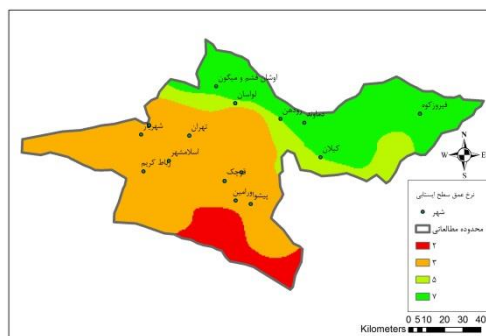 اوشان فشم و میگون
لواسان
فیروزکوه
رودهن
دماوند
شهریار
تهران
کیلان
اسلامشهر
رباط کریم
قرچک
ورامین
پیشوا
N
W E
S
نرخ عمق سطح ایستابی
شهر
محدوده مطالعاتی
۲
۳
۵
۷
0 5 10 20 30 40
Kilometers